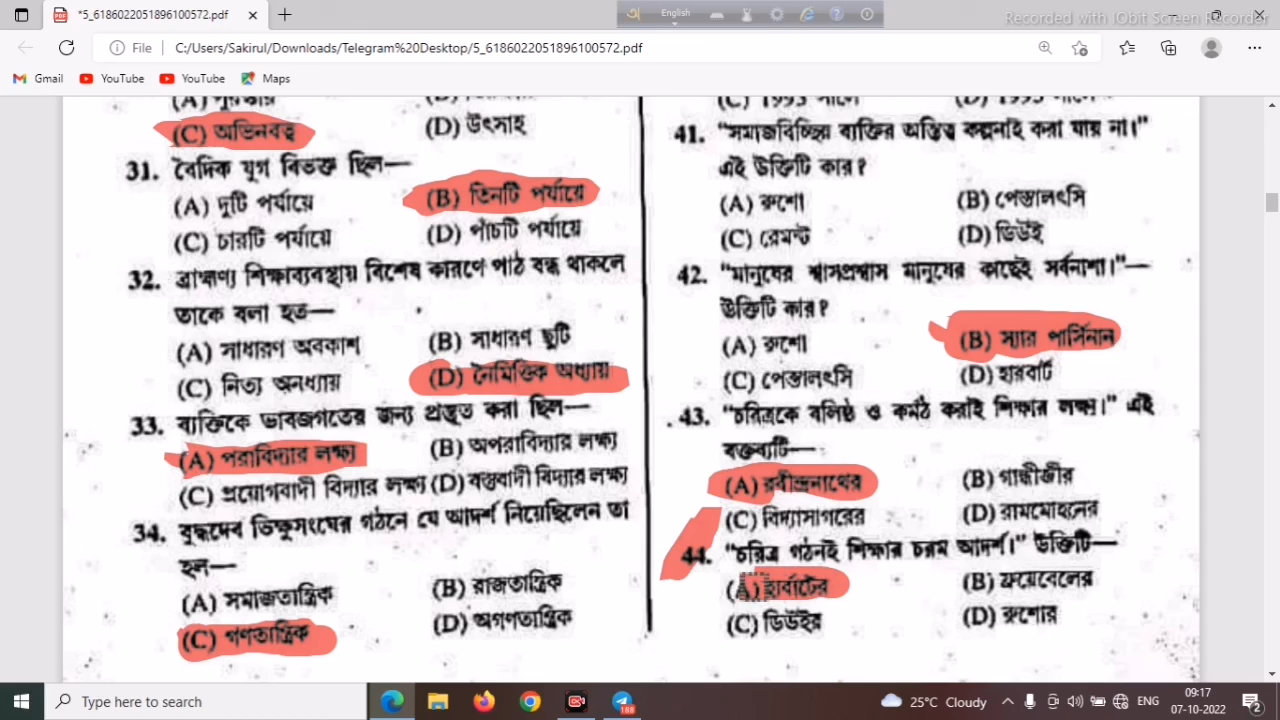 *5_6186022051896100572.pdf
English
Recorded with IObit Screen Recorder
File
C:/Users/Sakirul/Downloads/Telegram%20Desktop/5_6186022051896100572.pdf
Gmail
YouTube
YouTube
Maps
(A) পুরস্কার
(C) অভিনবত্ব
(D) উৎসাহ
31. বৈদিক যুগ বিভক্ত ছিল—
(A) দুটি পর্যায়ে
(B) তিনটি পর্যায়ে
(C) চারটি পর্যায়ে
(D) পাঁচটি পর্যায়ে
32. ব্রাহ্মণ্য শিক্ষাব্যবস্থায় বিশেষ কারণে পাঠ বন্ধ থাকলে
তাকে বলা হত—
(A) সাধারণ অবকাশ
(B) সাধারণ ছুটি
(C) নিত্য অনধ্যায়
(D) নৈমিত্তিক অধ্যায়
33. ব্যক্তিকে ভাবজগতের জন্য প্রস্তুত করা ছিল—
(A) পরাবিদ্যার লক্ষ্য
(B) অপরাবিদ্যার লক্ষ্য
(C) প্রয়োগবাদী বিদ্যার লক্ষ্য
(D) বস্তুবাদী বিদ্যার লক্ষ্য
34. বুদ্ধদেব ভিক্ষুসংঘের গঠনে যে আদর্শ নিয়েছিলেন তা
হল—
(A) সমাজতান্ত্রিক
(B) রাজতান্ত্রিক
(C) গণতান্ত্রিক
(D) অগণতান্ত্রিক
(C) 1993 সালে
(D) 1995 সালে
41. "সমাজবিচ্ছিন্ন ব্যক্তির অস্তিত্ব কল্পনাই করা যায় না।"
এই উক্তিটি কার?
(A) রুশো
(B) পেস্তালৎসি
(C) রেমন্ট
(D) ডিউই
42. "মানুষের শ্বাসপ্রশ্বাস মানুষের কাছেই সর্বনাশা।"—
উক্তিটি কার?
(A) রুশো
(B) স্যার পার্সিনান
(C) পেস্তালৎসি
(D) হারবার্ট
43. "চরিত্রকে বলিষ্ঠ ও কর্মঠ করাই শিক্ষার লক্ষ্য।" এই
বক্তব্যটি—
(A) রবীন্দ্রনাথের
(B) গান্ধীজীর
(C) বিদ্যাসাগরের
(D) রামমোহনের
44. "চরিত্র গঠনই শিক্ষার চরম আদর্শ।" উক্তিটি—
(A) হার্বার্টের
(B) ফ্রয়েবেলের
(C) ডিউইর
(D) রুশোর
Type here to search
188
25°C Cloudy
ENG
09:17
07-10-2022
2